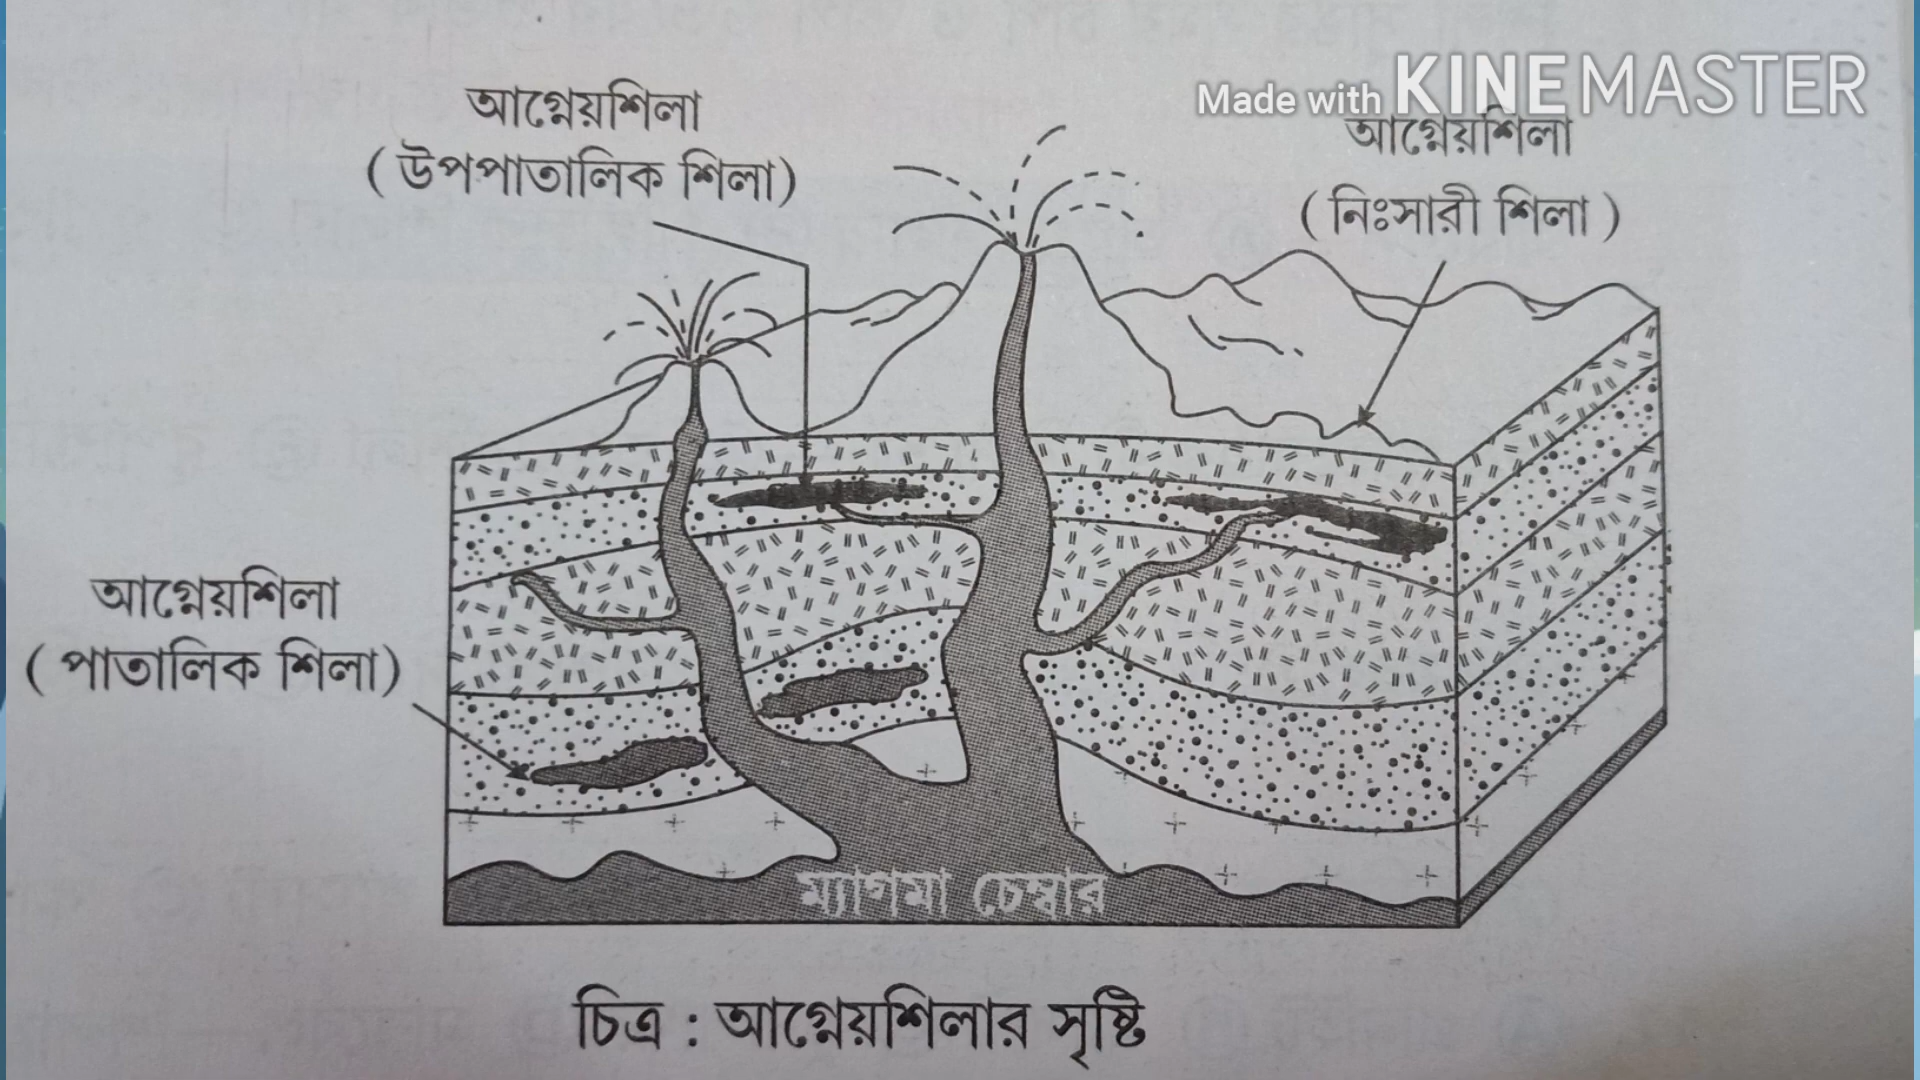 Made with KINEMASTER
আগ্নেয়শিলা
( উপপাতালিক শিলা)
আগ্নেয়শিলা
( নিঃসারী শিলা )
আগ্নেয়শিলা
( পাতালিক শিলা)
ম্যাগমা চেম্বার
চিত্র : আগ্নেয়শিলার সৃষ্টি